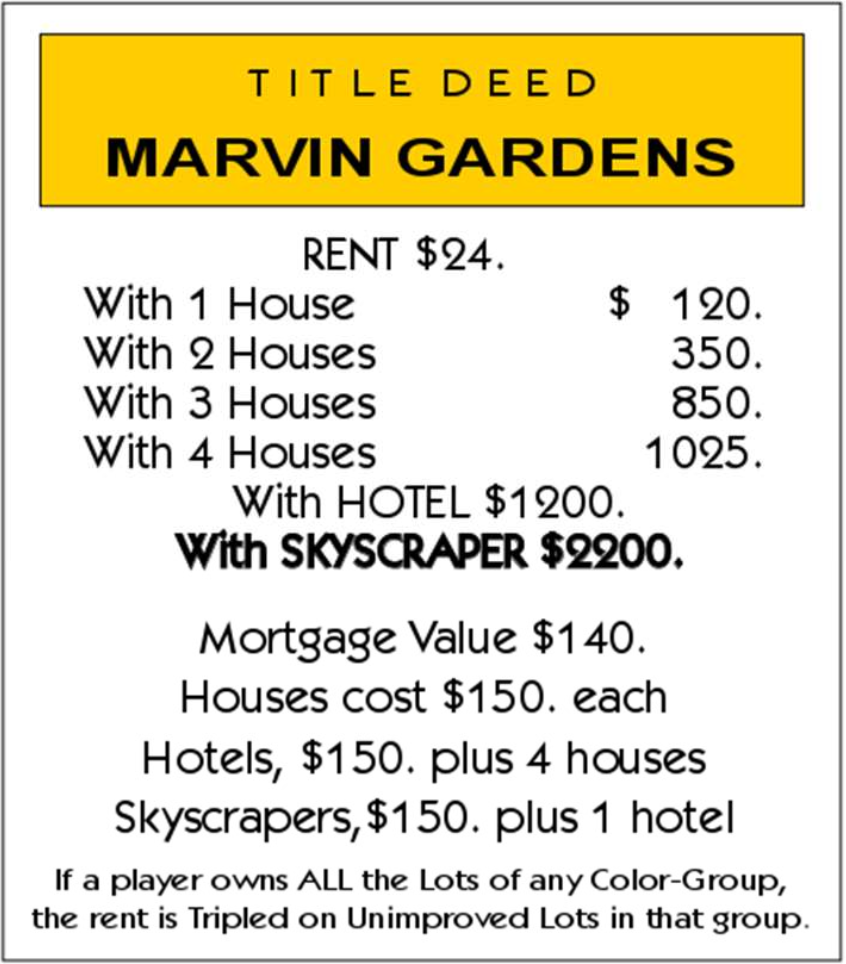 TITLE DEED
MARVIN GARDENS
RENT $24.
With 1 House $ 120.
With 2 Houses 350.
With 3 Houses 850.
With 4 Houses 1025.
With HOTEL $1200.
With SKYSCRAPER $2200.
Mortgage Value $140.
Houses cost $150. each
Hotels, $150. plus 4 houses
Skyscrapers,$150. plus 1 hotel
If a player owns ALL the Lots of any Color-Group,
the rent is Tripled on Unimproved Lots in that group.